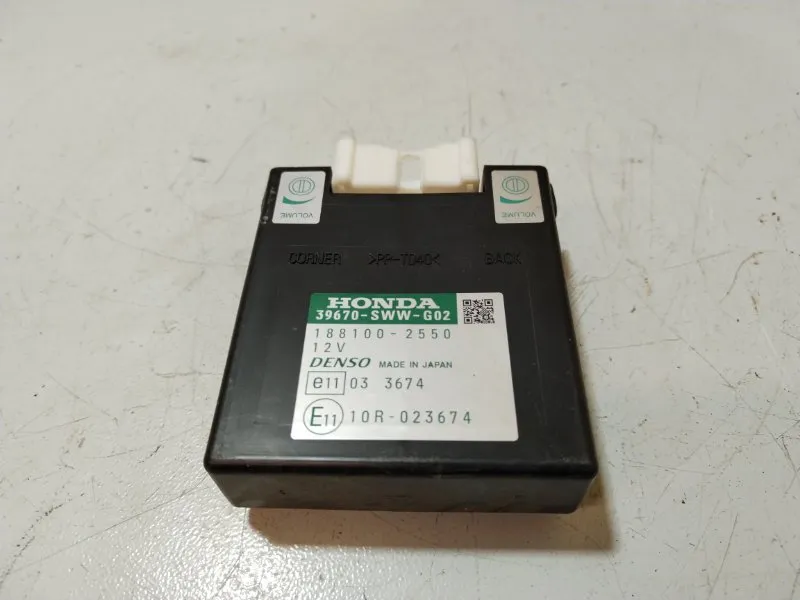 VOLUME
VOLUME
CORNER >PP-TD40< BACK
HONDA
39670-SWW-G02
188100-2550
12V
DENSO MADE IN JAPAN
e11 03 3674
E11 10R-023674